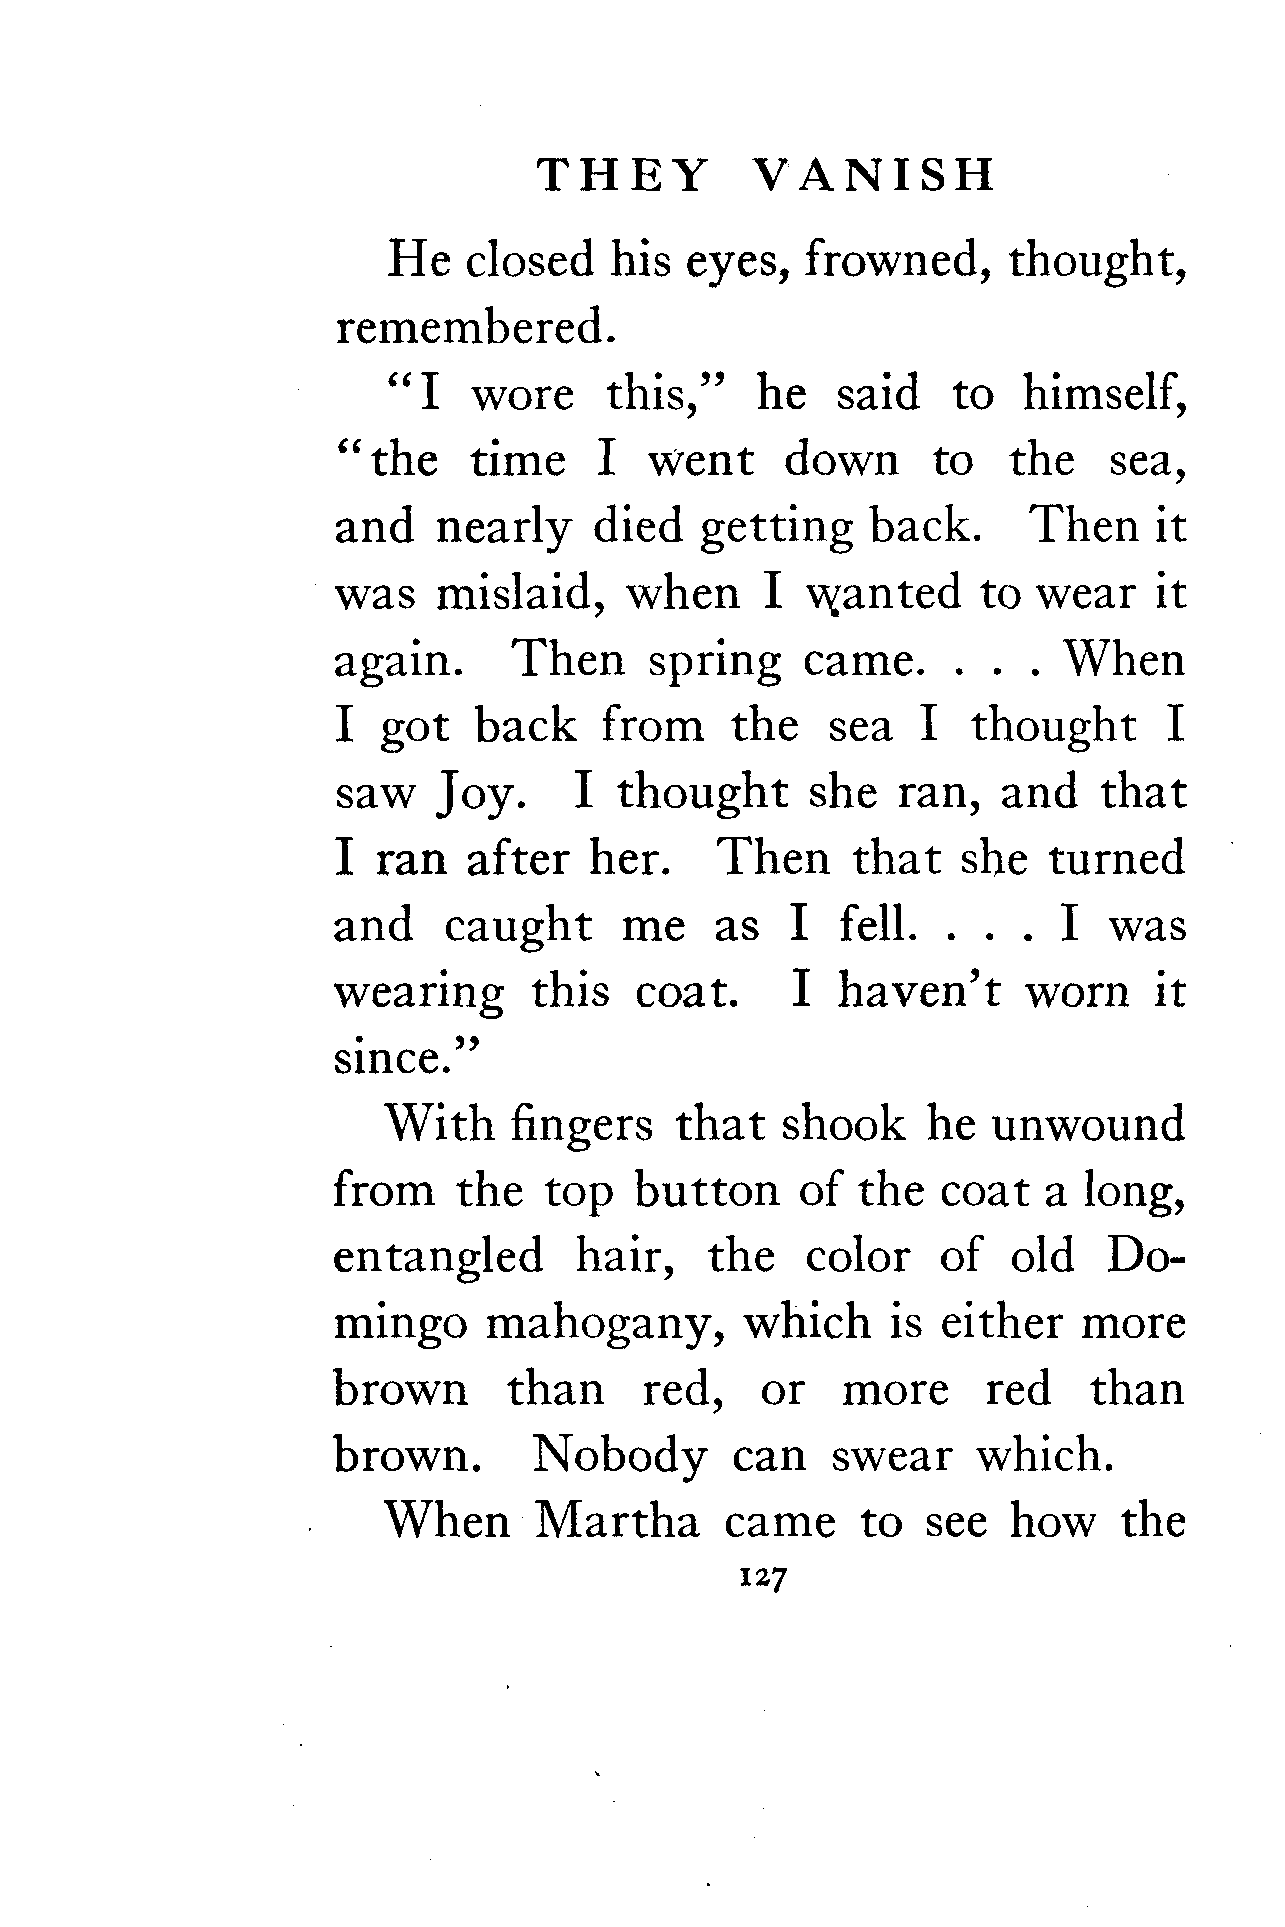 THEY VANISH
He closed his eyes, frowned, thought,
remembered.
“I wore this,” he said to himself,
“the time I went down to the sea,
and nearly died getting back. Then it
was mislaid, when I wanted to wear it
again. Then spring came. . . . When
I got back from the sea I thought I
saw Joy. I thought she ran, and that
I ran after her. Then that she turned
and caught me as I fell. . . . I was
wearing this coat. I haven’t worn it
since.”
With fingers that shook he unwound
from the top button of the coat a long,
entangled hair, the color of old Do-
mingo mahogany, which is either more
brown than red, or more red than
brown. Nobody can swear which.
When Martha came to see how the
127